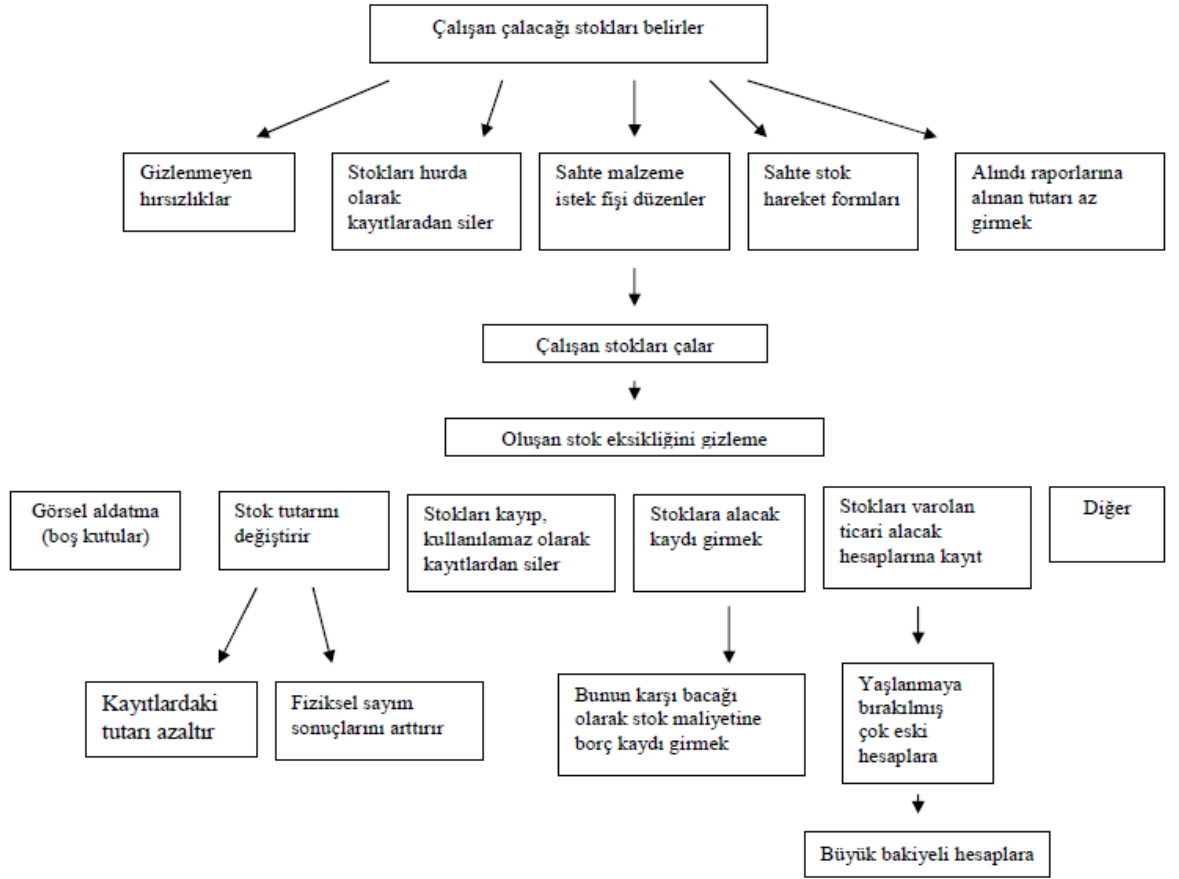 Çalışan çalacağı stokları belirler
Gizlenmeyen
hırsızlıklar
Stokları hurda
olarak
kayıtlaradan siler
Sahte malzeme
istek fişi düzenler
Sahte stok
hareket formları
Alındı raporlarına
alınan tutarı az
girmek
Çalışan stokları çalar
Oluşan stok eksikliğini gizleme
Görsel aldatma
(boş kutular)
Stok tutarını
değiştirir
Stokları kayıp,
kullanılamaz olarak
kayıtlardan siler
Stoklara alacak
kaydı girmek
Stokları varolan
ticari alacak
hesaplarına kayıt
Diğer
Kayıtlardaki
tutarı azaltır
Fiziksel sayım
sonuçlarını arttırır
Bunun karşı bacağı
olarak stok maliyetine
borç kaydı girmek
Yaşlanmaya
bırakılmış
çok eski
hesaplara
Büyük bakiyeli hesaplara